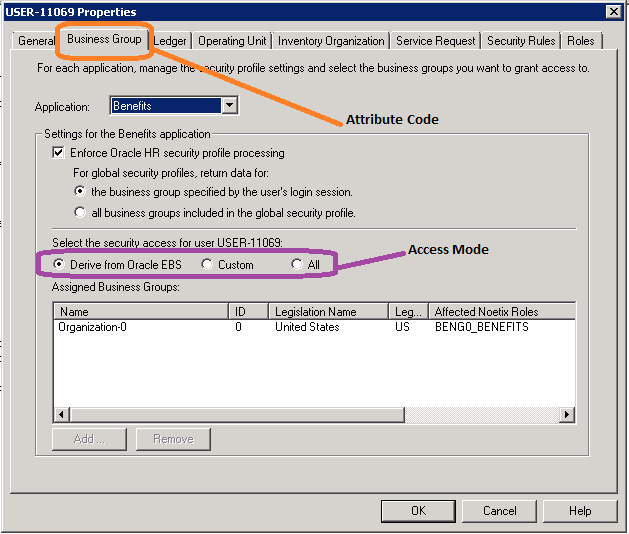 USER-11069 Properties
General Business Group Ledger Operating Unit Inventory Organization Service Request Security Rules Roles
For each application, manage the security profile settings and select the business groups you want to grant access to.
Application: Benefits
Attribute Code
Settings for the Benefits application
Enforce Oracle HR security profile processing
For global security profiles, return data for:
the business group specified by the user's login session.
all business groups included in the global security profile.
Select the security access for user USER-11069:
Access Mode
Derive from Oracle EBS Custom All
Assigned Business Groups:
Name ID Legislation Name Leg... Affected Noetix Roles
Organization-0 0 United States US BENG0_BENEFITS
Add ... Remove
OK Cancel Help